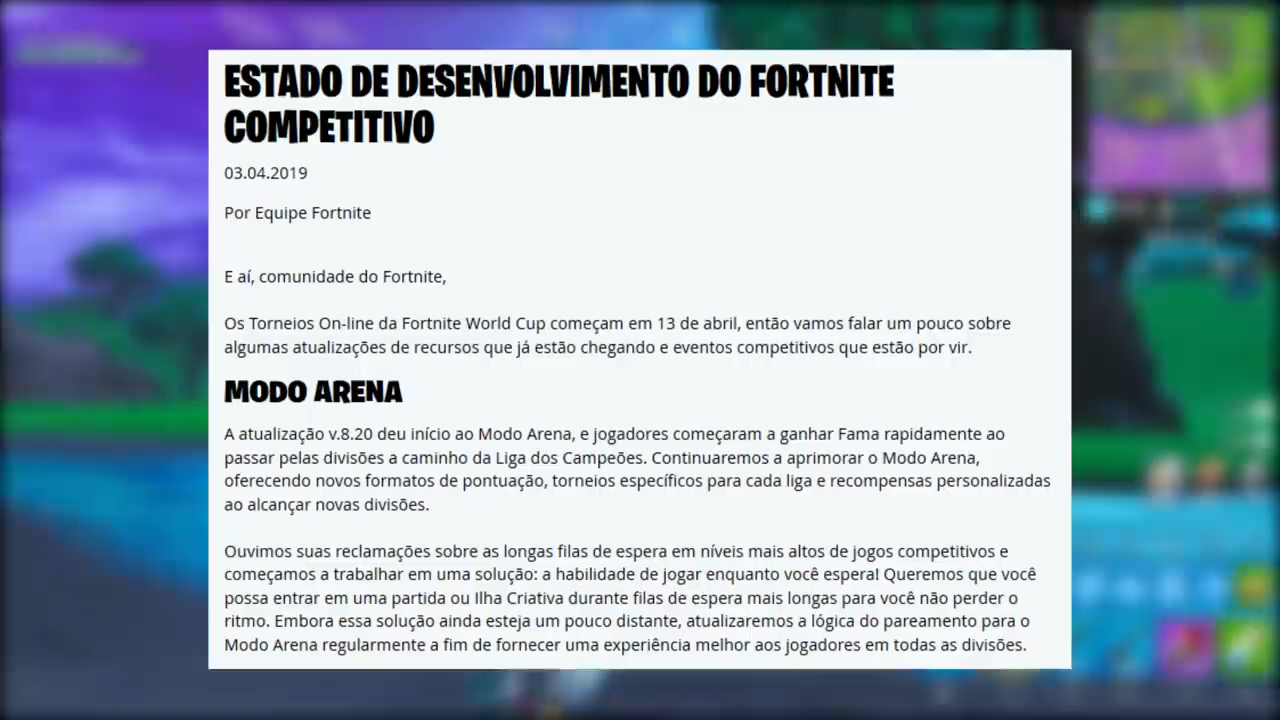 ESTADO DE DESENVOLVIMENTO DO FORTNITE
COMPETITIVO
03.04.2019
Por Equipe Fortnite
E aí, comunidade do Fortnite,
Os Torneios On-line da Fortnite World Cup começam em 13 de abril, então vamos falar um pouco sobre
algumas atualizações de recursos que já estão chegando e eventos competitivos que estão por vir.
MODO ARENA
A atualização v.8.20 deu início ao Modo Arena, e jogadores começaram a ganhar Fama rapidamente ao
passar pelas divisões a caminho da Liga dos Campeões. Continuaremos a aprimorar o Modo Arena,
oferecendo novos formatos de pontuação, torneios específicos para cada liga e recompensas personalizadas
ao alcançar novas divisões.
Ouvimos suas reclamações sobre as longas filas de espera em níveis mais altos de jogos competitivos e
começamos a trabalhar em uma solução: a habilidade de jogar enquanto você espera! Queremos que você
possa entrar em uma partida ou Ilha Criativa durante filas de espera mais longas para você não perder o
ritmo. Embora essa solução ainda esteja um pouco distante, atualizaremos a lógica do pareamento para o
Modo Arena regularmente a fim de fornecer uma experiência melhor aos jogadores em todas as divisões.